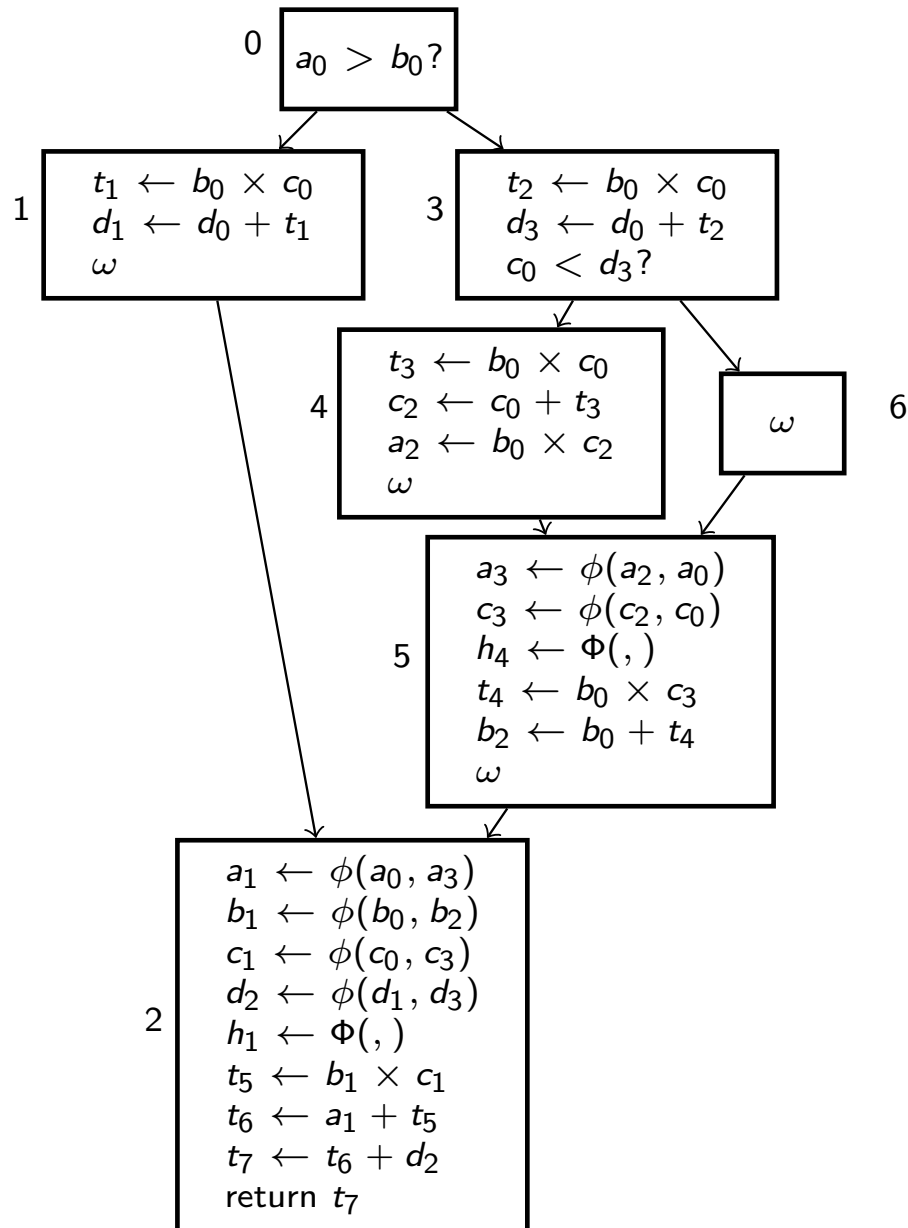 0
a₀ > b₀?
1
t₁ ← b₀ × c₀
d₁ ← d₀ + t₁
ω
3
t₂ ← b₀ × c₀
d₃ ← d₀ + t₂
c₀ < d₃?
4
t₃ ← b₀ × c₀
c₂ ← c₀ + t₃
a₂ ← b₀ × c₂
ω
ω
6
5
a₃ ← ϕ(a₂, a₀)
c₃ ← ϕ(c₂, c₀)
h₄ ← Φ(, )
t₄ ← b₀ × c₃
b₂ ← b₀ + t₄
ω
2
a₁ ← ϕ(a₀, a₃)
b₁ ← ϕ(b₀, b₂)
c₁ ← ϕ(c₀, c₃)
d₂ ← ϕ(d₁, d₃)
h₁ ← Φ(, )
t₅ ← b₁ × c₁
t₆ ← a₁ + t₅
t₇ ← t₆ + d₂
return t₇